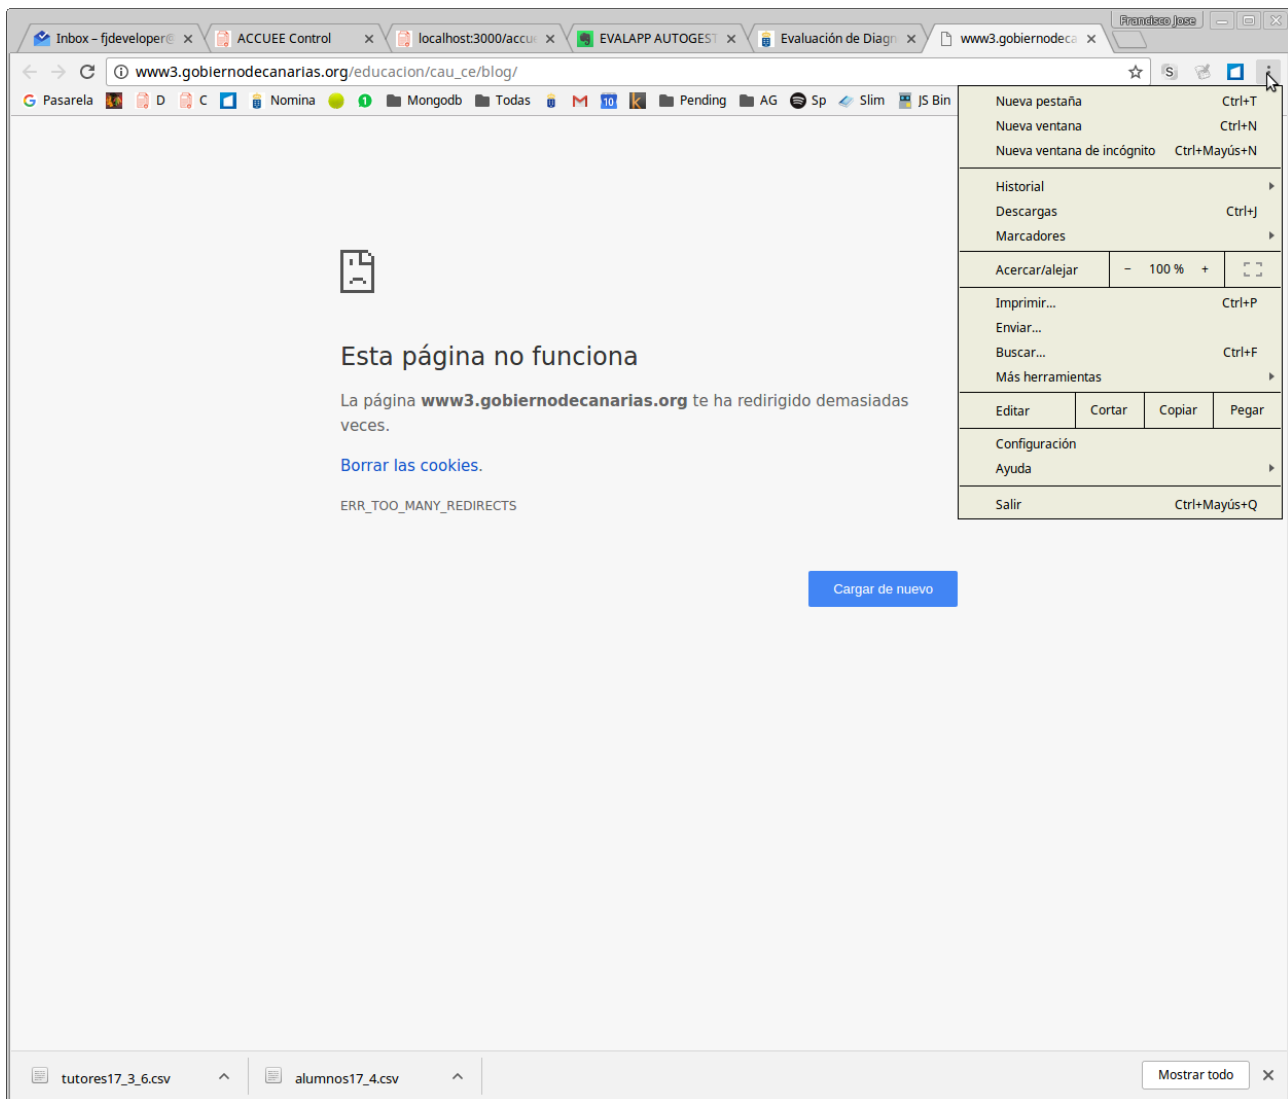 Francisco Jose
Inbox – fjdeveloper@
ACCUEE Control
localhost:3000/accu
EVALAPP AUTOGEST
Evaluación de Diagn
www3.gobiernodeca
www3.gobiernodecanarias.org/educacion/cau_ce/blog/
S
G Pasarela
D
C
Nomina
1
Mongodb
Todas
M
10
k
Pending
AG
Sp
Slim
JS Bin
Nueva pestaña Ctrl+T
Nueva ventana Ctrl+N
Nueva ventana de incógnito Ctrl+Mayús+N
Historial
Descargas Ctrl+J
Marcadores
Acercar/alejar − 100 % +
Imprimir... Ctrl+P
Enviar...
Buscar... Ctrl+F
Más herramientas
Editar Cortar Copiar Pegar
Configuración
Ayuda
Salir Ctrl+Mayús+Q
Esta página no funciona
La página www3.gobiernodecanarias.org te ha redirigido demasiadas
veces.
Borrar las cookies.
ERR_TOO_MANY_REDIRECTS
Cargar de nuevo
tutores17_3_6.csv
alumnos17_4.csv
Mostrar todo